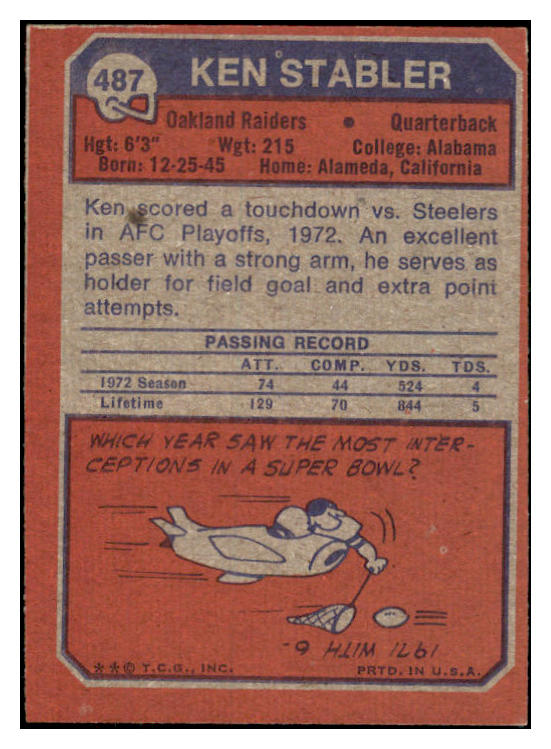 487
KEN STABLER
Oakland Raiders • Quarterback
Hgt: 6'3" Wgt: 215 College: Alabama
Born: 12-25-45 Home: Alameda, California
Ken scored a touchdown vs. Steelers
in AFC Playoffs, 1972. An excellent
passer with a strong arm, he serves as
holder for field goal and extra point
attempts.
PASSING RECORD
ATT. COMP. YDS. TDS.
1972 Season 74 44 524 4
Lifetime 129 70 844 5
WHICH YEAR SAW THE MOST INTER-
CEPTIONS IN A SUPER BOWL?
1971 WITH 6-
**© T.C.G., INC. PRTD. IN U.S.A.